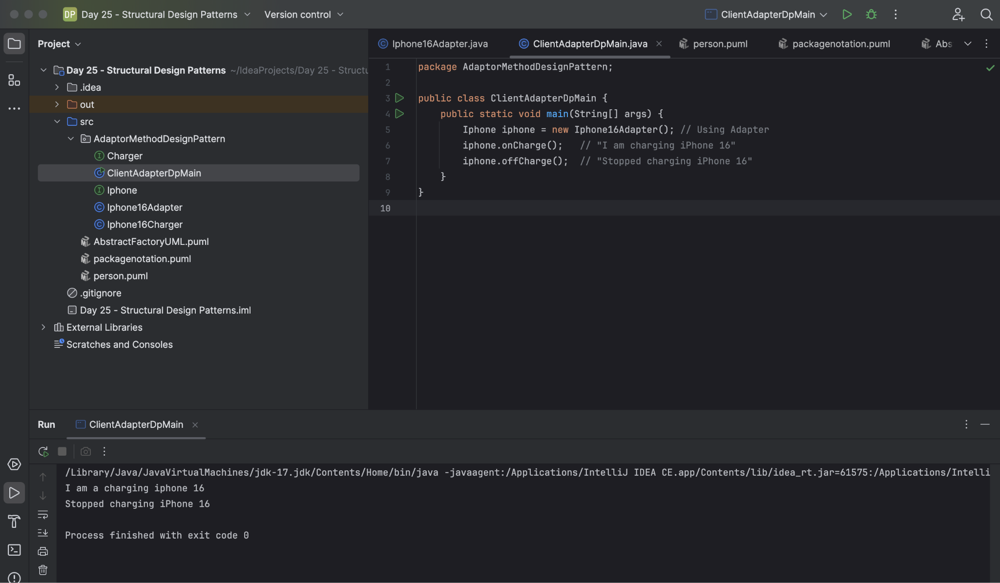 DP Day 25 - Structural Design Patterns Version control ClientAdapterDpMain
Project
Day 25 - Structural Design Patterns ~/IdeaProjects/Day 25 - Structu
.idea
out
src
AdaptorMethodDesignPattern
Charger
ClientAdapterDpMain
Iphone
Iphone16Adapter
Iphone16Charger
AbstractFactoryUML.puml
packagenotation.puml
person.puml
.gitignore
Day 25 - Structural Design Patterns.iml
External Libraries
Scratches and Consoles
Iphone16Adapter.java ClientAdapterDpMain.java person.puml packagenotation.puml Abs
1 package AdaptorMethodDesignPattern;
2
3 public class ClientAdapterDpMain {
4 public static void main(String[] args) {
5 Iphone iphone = new Iphone16Adapter(); // Using Adapter
6 iphone.onCharge(); // "I am charging iPhone 16"
7 iphone.offCharge(); // "Stopped charging iPhone 16"
8 }
9 }
10
Run ClientAdapterDpMain
/Library/Java/JavaVirtualMachines/jdk-17.jdk/Contents/Home/bin/java -javaagent:/Applications/IntelliJ IDEA CE.app/Contents/lib/idea_rt.jar=61575:/Applications/Intelli
I am a charging iphone 16
Stopped charging iPhone 16
Process finished with exit code 0